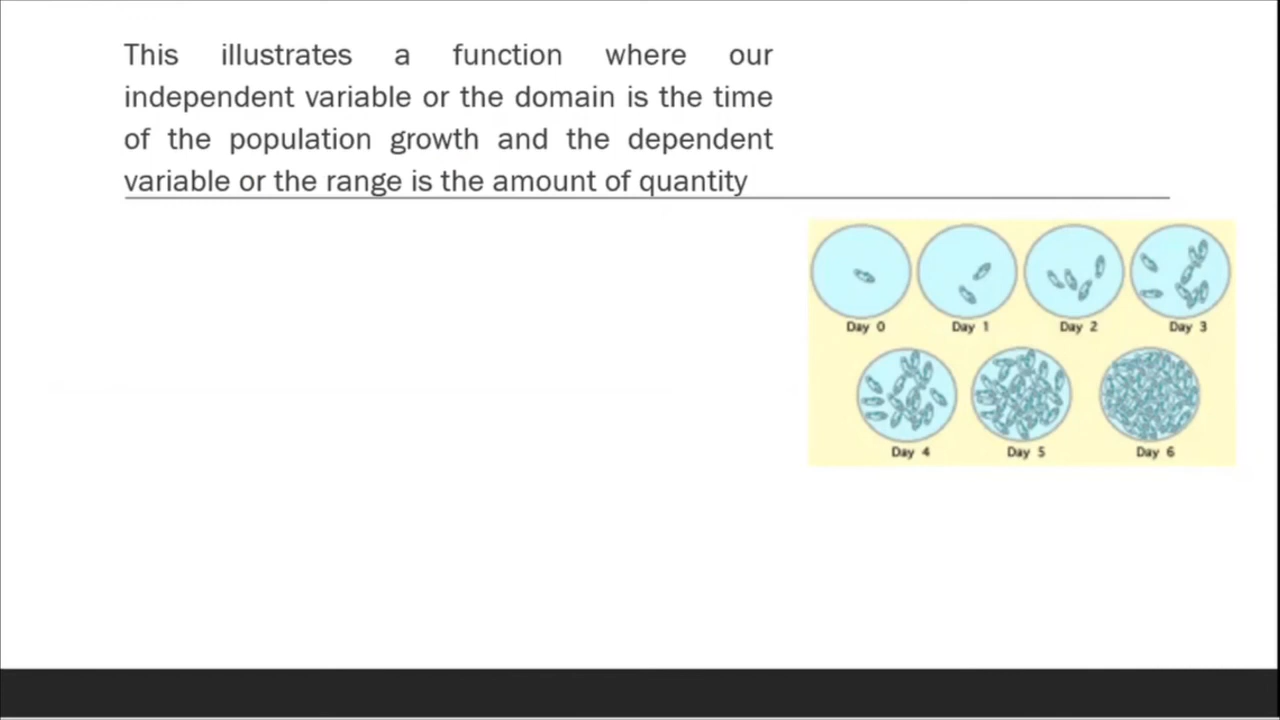 This illustrates a function where our
independent variable or the domain is the time
of the population growth and the dependent
variable or the range is the amount of quantity
Day 0 Day 1 Day 2 Day 3
Day 4 Day 5 Day 6